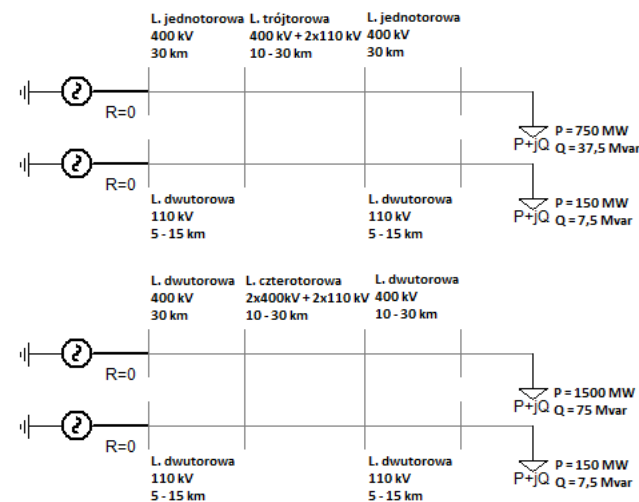 L. jednotorowa L. trójtorowa L. jednotorowa
400 kV 400 kV + 2x110 kV 400 kV
30 km 10 - 30 km 30 km
R=0
P+jQ
P = 750 MW
Q = 37,5 Mvar
R=0
P+jQ
P = 150 MW
Q = 7,5 Mvar
L. dwutorowa L. dwutorowa
110 kV 110 kV
5 - 15 km 5 - 15 km
L. dwutorowa L. czterotorowa L. dwutorowa
400 kV 2x400kV + 2x110 kV 400 kV
30 km 10 - 30 km 10 - 30 km
R=0
P+jQ
P = 1500 MW
Q = 75 Mvar
R=0
P+jQ
P = 150 MW
Q = 7,5 Mvar
L. dwutorowa L. dwutorowa
110 kV 110 kV
5 - 15 km 5 - 15 km